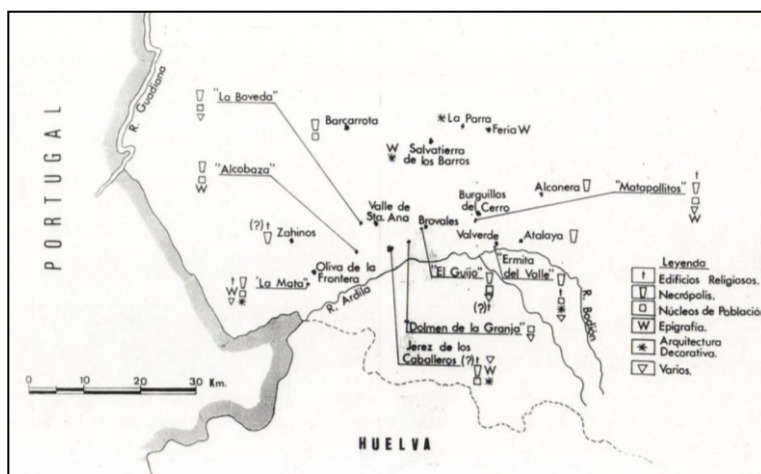 PORTUGAL
R. Guadiana
"La Boveda"
Barcarrota
La Parra
Feria W
W
Salvatierra
de los Barros
"Alcobaza"
W
Alconera
"Matapollitos"
W
Burguillos
del Cerro
Valle de
Sta. Ana
Brovales
(?)
Zahinos
Valverde
Atalaya
"Ermita
del Valle"
"El Guijo"
(?)
'La Mata'
W
Oliva de la
Frontera
R. Ardila
R. Bodión
"Dolmen de la Granja"
Jerez de los
Caballeros (?)
W
Leyenda
Edificios Religiosos.
Necrópolis.
Núcleos de Població
W Epigrafía.
Arquitectura
Decorativa.
Varios.
0 10 20 30 Km.
HUELVA